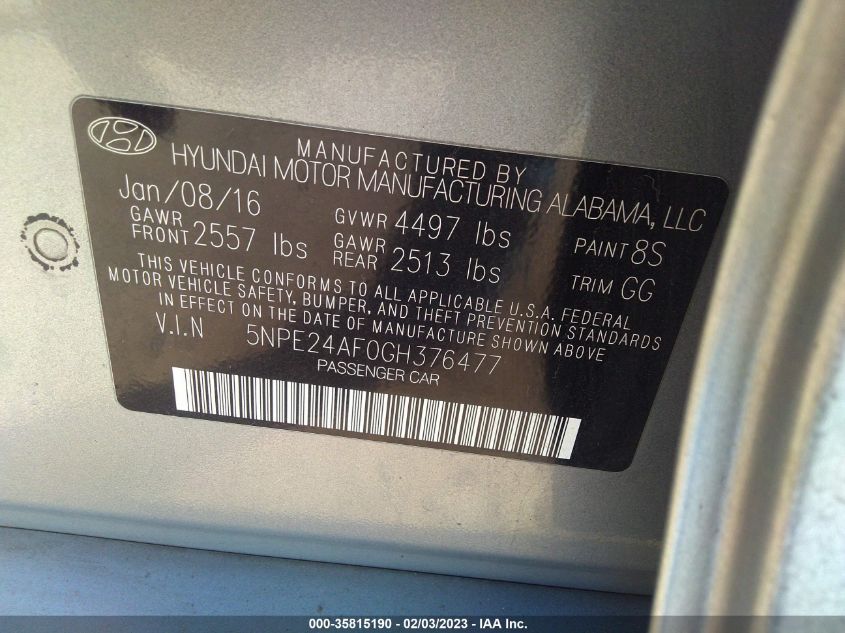 MANUFACTURED BY
HYUNDAI MOTOR MANUFACTURING ALABAMA, LLC
Jan/08/16 GVWR 4497 lbs PAINT 8S
GAWR FRONT 2557 lbs GAWR REAR 2513 lbs TRIM GG
THIS VEHICLE CONFORMS TO ALL APPLICABLE U.S.A. FEDERAL
MOTOR VEHICLE SAFETY, BUMPER, AND THEFT PREVENTION STANDARDS
IN EFFECT ON THE DATE OF MANUFACTURE SHOWN ABOVE
V.I.N 5NPE24AF0GH376477
PASSENGER CAR
000-35815190 - 02/03/2023 - © IAA Inc.